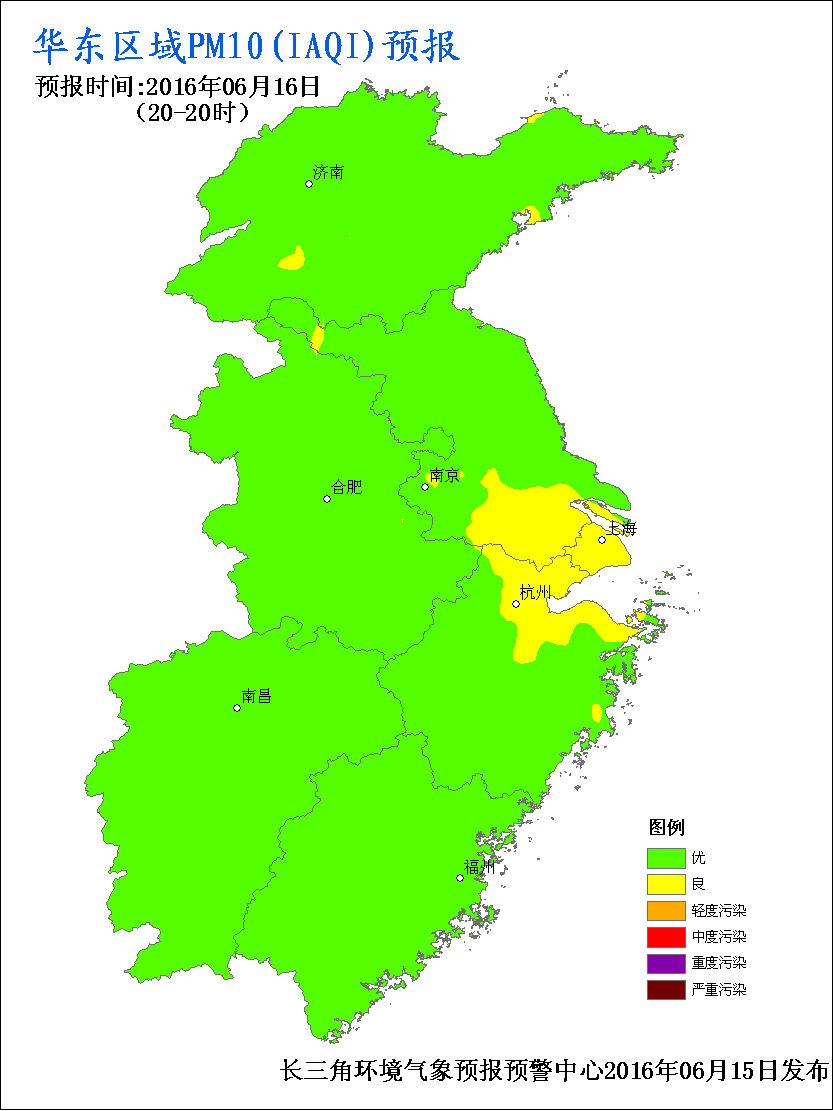 华东区域PM10(IAQI)预报
预报时间:2016年06月16日
(20-20时)
济南
南京
合肥
上海
杭州
南昌
福州
图例
优
良
轻度污染
中度污染
重度污染
严重污染
长三角环境气象预报预警中心2016年06月15日发布